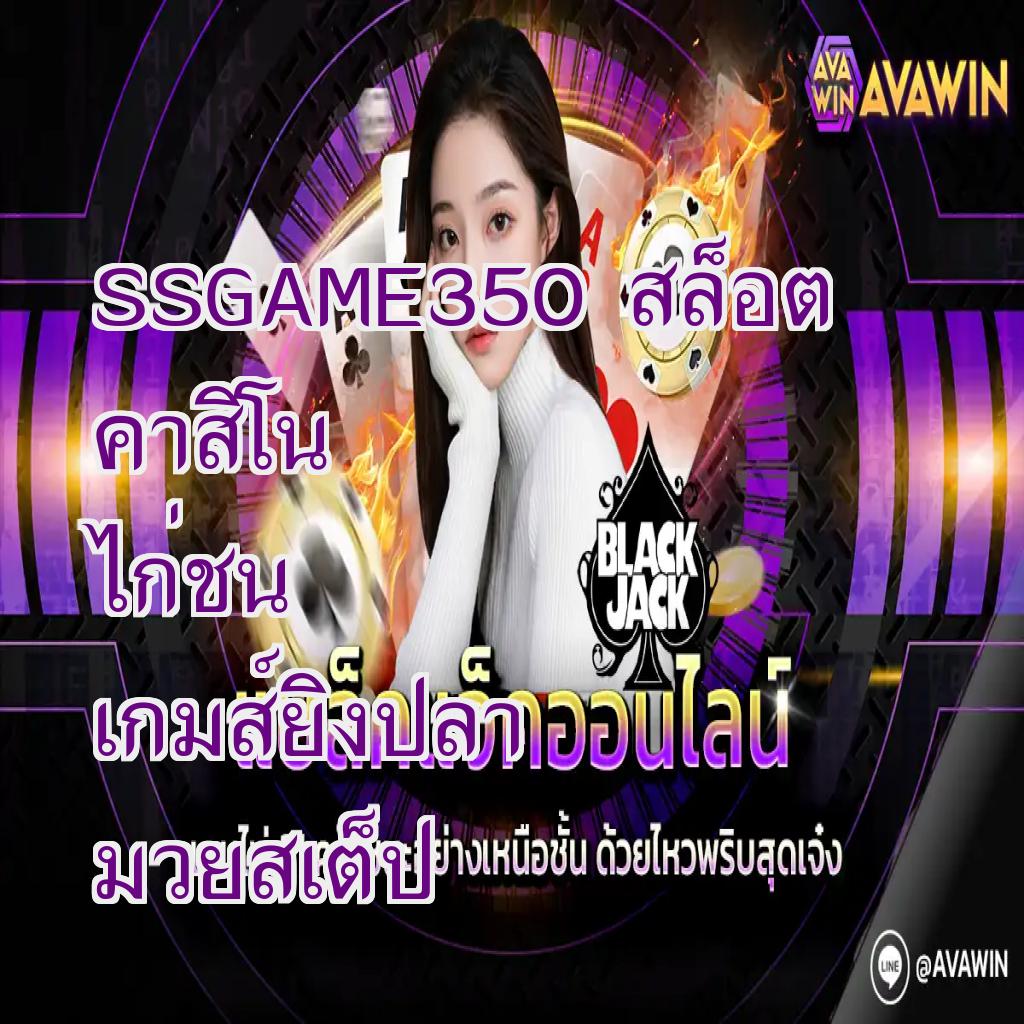 AVA
WIN
AVAWIN
A
SSGAME350 สล็อต
คาสิโน
ไก่ชน
BLACK
JACK
เกมส์ยิงปลา
ออนไลน์
มวยสเต็ป
อย่างเหนือชั้น ด้วยไหวพริบสุดเจ๋ง
LINE
@AVAWIN